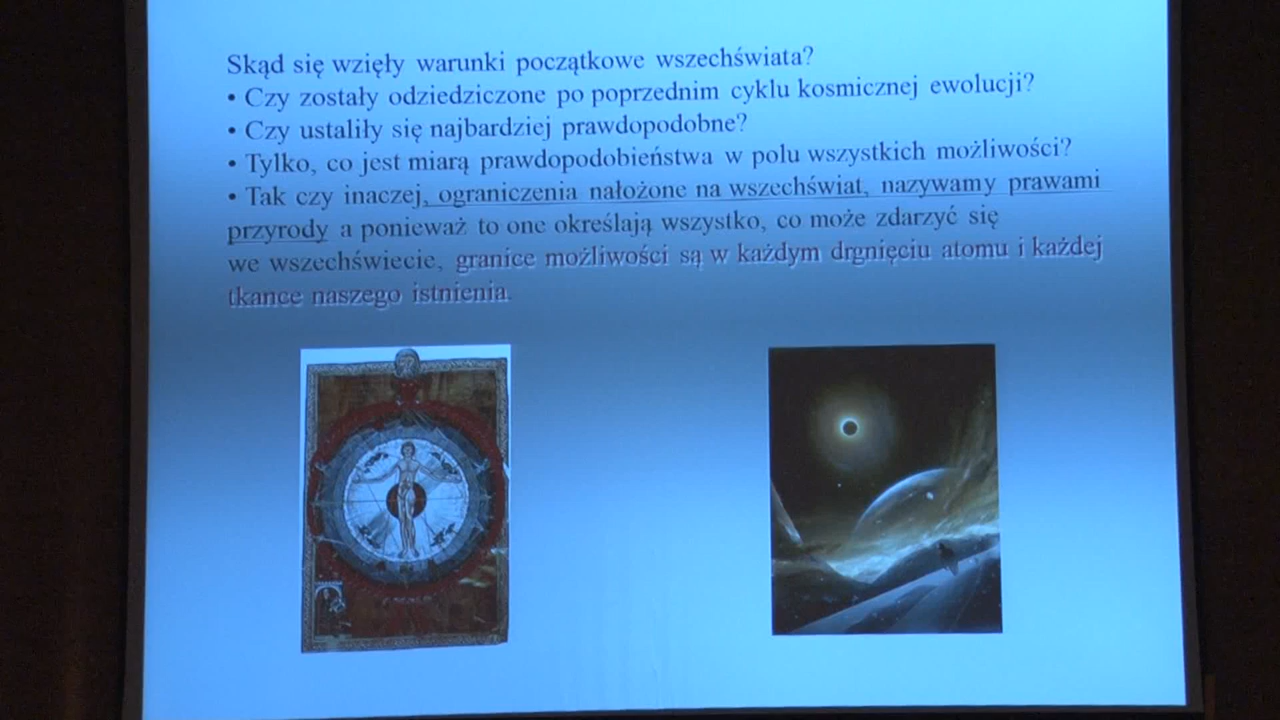 Skąd się wzięły warunki początkowe wszechświata?
• Czy zostały odziedziczone po poprzednim cyklu kosmicznej ewolucji?
• Czy ustaliły się najbardziej prawdopodobne?
• Tylko, co jest miarą prawdopodobieństwa w polu wszystkich możliwości?
• Tak czy inaczej, ograniczenia nałożone na wszechświat, nazywamy prawami
przyrody a ponieważ to one określają wszystko, co może zdarzyć się
we wszechświecie, granice możliwości są w każdym drgnięciu atomu i każdej
tkance naszego istnienia.